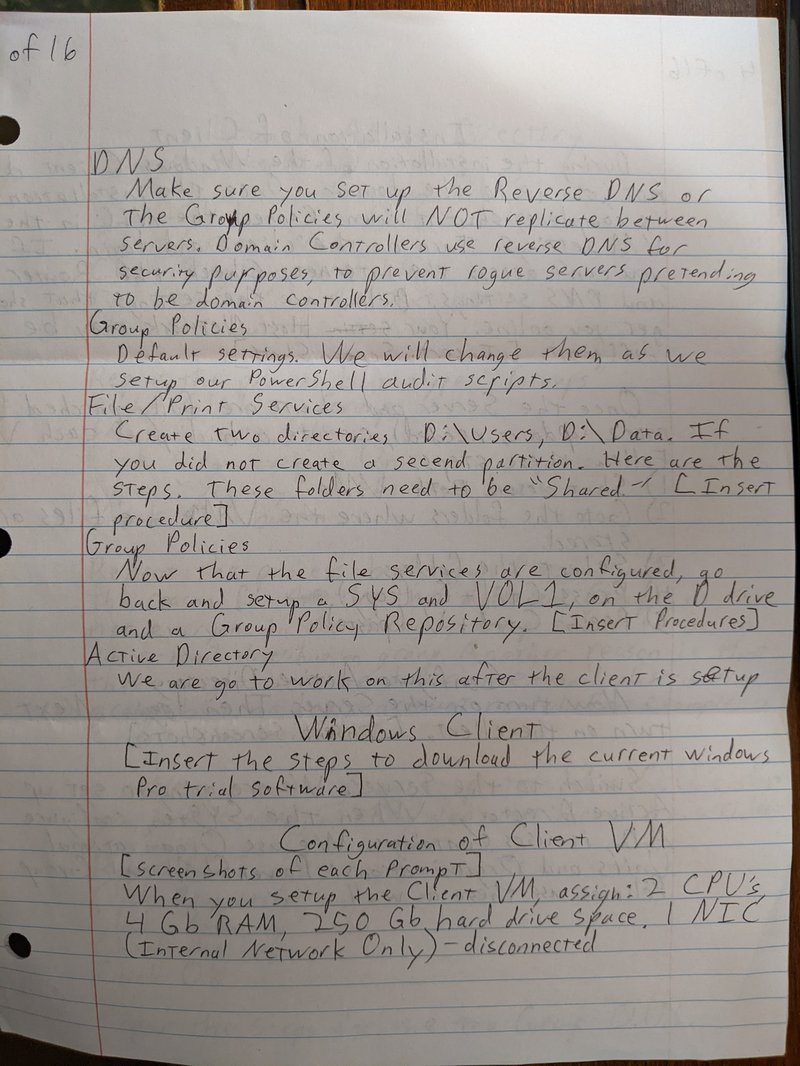 of 16
DNS
Make sure you set up the Reverse DNS or
the Group Policies will NOT replicate between
servers. Domain Controllers use reverse DNS for
security purposes, to prevent rogue servers pretending
to be domain controllers.
Group Policies
Default settings. We will change them as we
setup our PowerShell audit scripts.
File/Print Services
Create two directories D:\Users, D:\Data. If
you did not create a secend partition. Here are the
steps. These folders need to be "Shared" [Insert
procedure]
Group Policies
Now that the file services are configured, go
back and setup a SYS and VOL1, on the D drive
and a Group Policy Repository. [Insert Procedures]
Active Directory
We are go to work on this after the client is setup
Windows Client
[Insert the steps to download the current windows
Pro trial software]
Configuration of Client VM
[screenshots of each Prompt]
When you setup the Client VM, assign: 2 CPU's,
4 Gb RAM, 250 Gb hard drive space. 1 NIC
(Internal Network Only) - disconnected